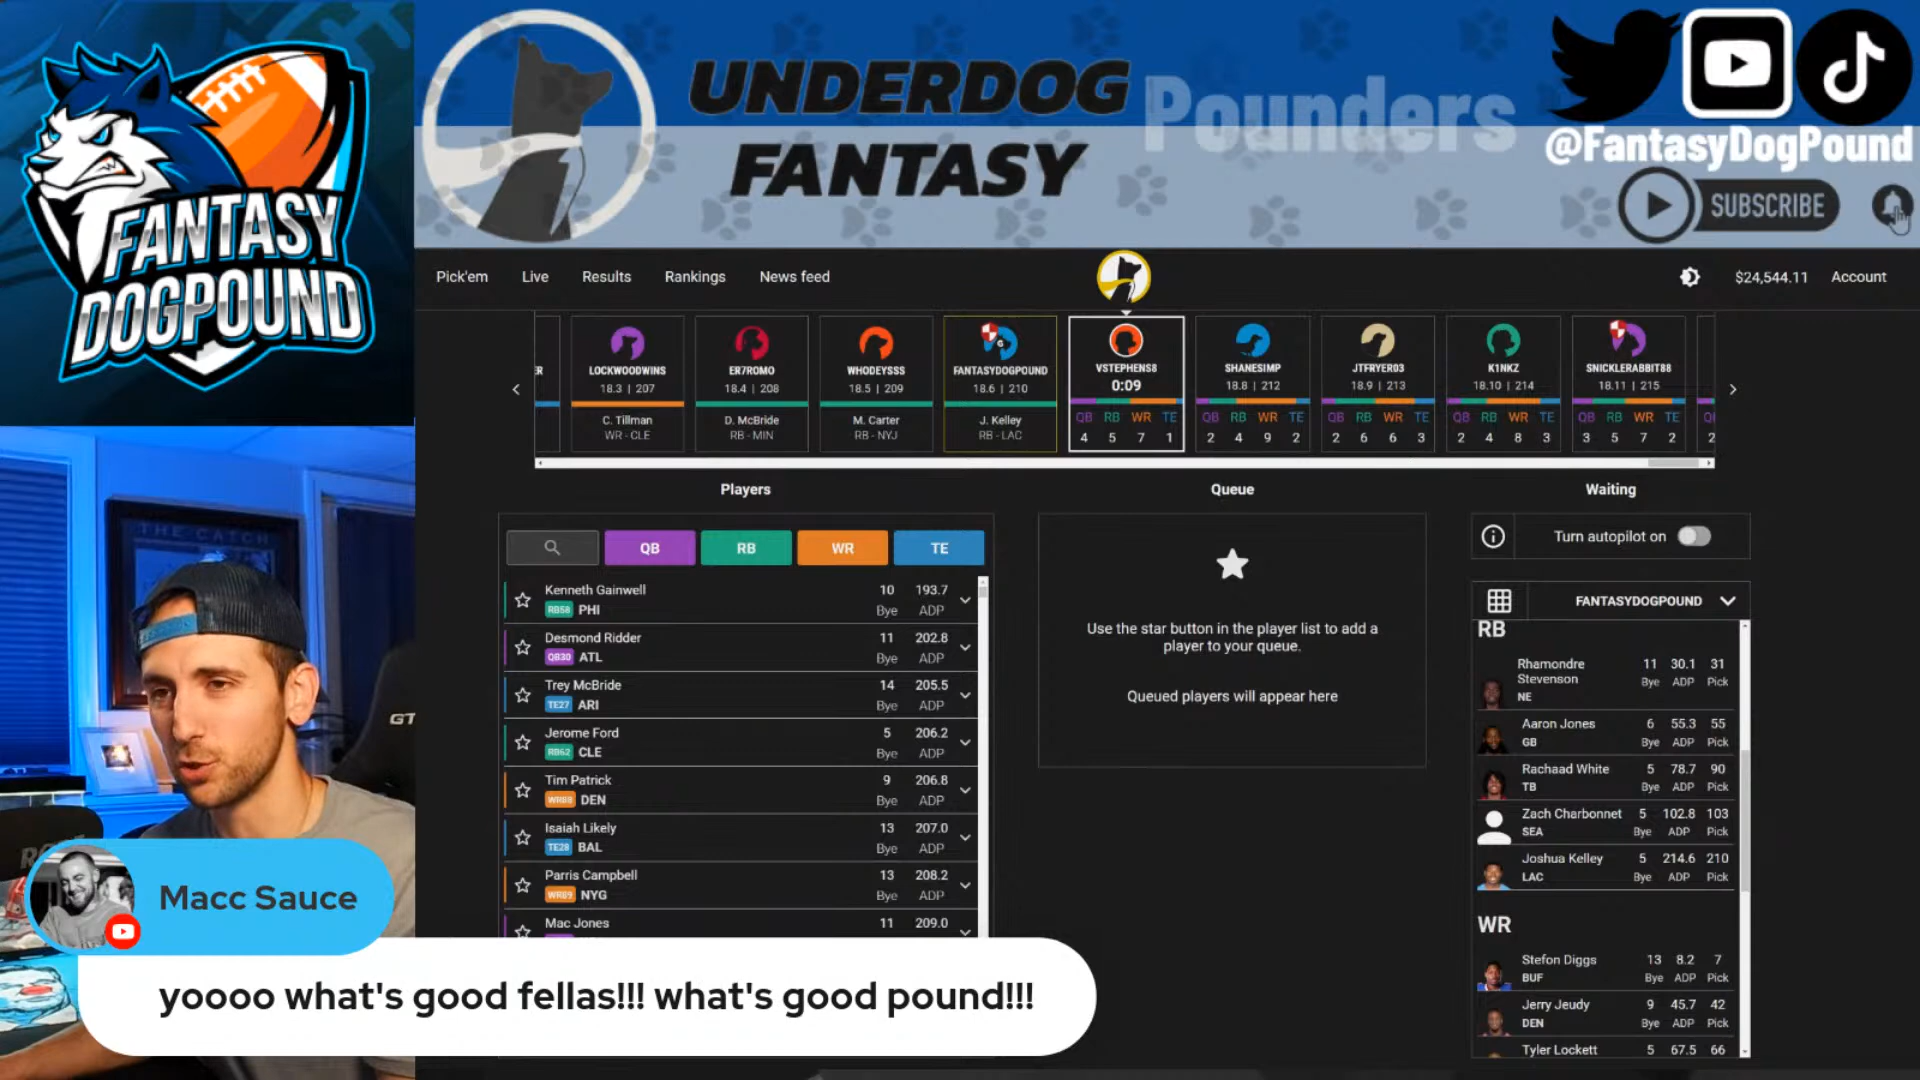 FANTASY
DOGPOUND
UNDERDOG
FANTASY
Pounders
@FantasyDogPound
SUBSCRIBE
Pick'em Live Results Rankings News feed
$24,544.11 Account
R
LOCKWOODWINS
18.3 | 207
C. Tillman
WR - CLE
ER7ROMO
18.4 | 208
D. McBride
RB - MIN
WHODEYSSS
18.5 | 209
M. Carter
RB - NYJ
FANTASYDOGPOUND
18.6 | 210
J. Kelley
RB - LAC
VSTEPHENS8
0:09
QB RB WR TE
4 5 7 1
SHANESIMP
18.8 | 212
QB RB WR TE
2 4 9 2
JTFRYER03
18.9 | 213
QB RB WR TE
2 6 6 3
K1NKZ
18.10 | 214
QB RB WR TE
2 4 8 3
SNICKLERABBIT88
18.11 | 215
QB RB WR TE
3 5 7 2
2
Players
QB RB WR TE
Kenneth Gainwell 10 193.7
RB58 PHI Bye ADP
Desmond Ridder 11 202.8
QB30 ATL Bye ADP
Trey McBride 14 205.5
TE27 ARI Bye ADP
Jerome Ford 5 206.2
RB62 CLE Bye ADP
Tim Patrick 9 206.8
WR88 DEN Bye ADP
Isaiah Likely 13 207.0
TE28 BAL Bye ADP
Parris Campbell 13 208.2
WR89 NYG Bye ADP
Mac Jones 11 209.0
Queue
Use the star button in the player list to add a
player to your queue.
Queued players will appear here
Waiting
Turn autopilot on
FANTASYDOGPOUND
RB
Rhamondre
Stevenson
NE
11 30.1 31
Bye ADP Pick
Aaron Jones 6 55.3 55
GB Bye ADP Pick
Rachaad White 5 78.7 90
TB Bye ADP Pick
Zach Charbonnet 5 102.8 103
SEA Bye ADP Pick
Joshua Kelley 5 214.6 210
LAC Bye ADP Pick
WR
Stefon Diggs 13 8.2 7
BUF Bye ADP Pick
Jerry Jeudy 9 45.7 42
DEN Bye ADP Pick
Tyler Lockett 5 67.5 66
THE CATCH
GT
Macc Sauce
yoooo what's good fellas!!! what's good pound!!!